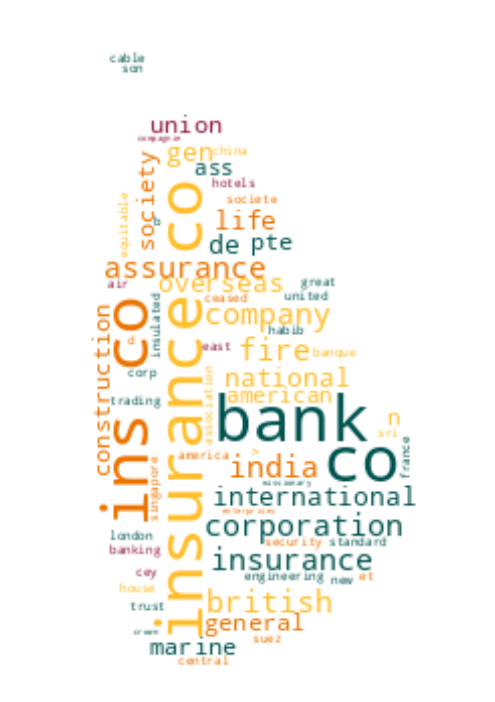 cable
son
union
compagnie
gen
china
ass
society
hotels
societe
equitable
life
b
de
pte
assurance
air
overseas
great
ceased
united
insurance co
ins co
insulated
company
habib
construction
d
east
fire
banque
corp
national
american
association
trading
bank
n
sri
co
france
america
india
singapore
missionary
international
enterprises
corporation
london
security
standard
banking
insurance
cey
engineering
new
et
house
british
trust
general
crown
suez
marine
central